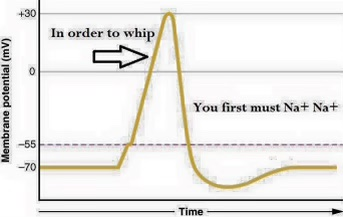 +30
In order to whip
0
You first must Na+ Na+
Membrane potential (mV)
−55
−70
Time